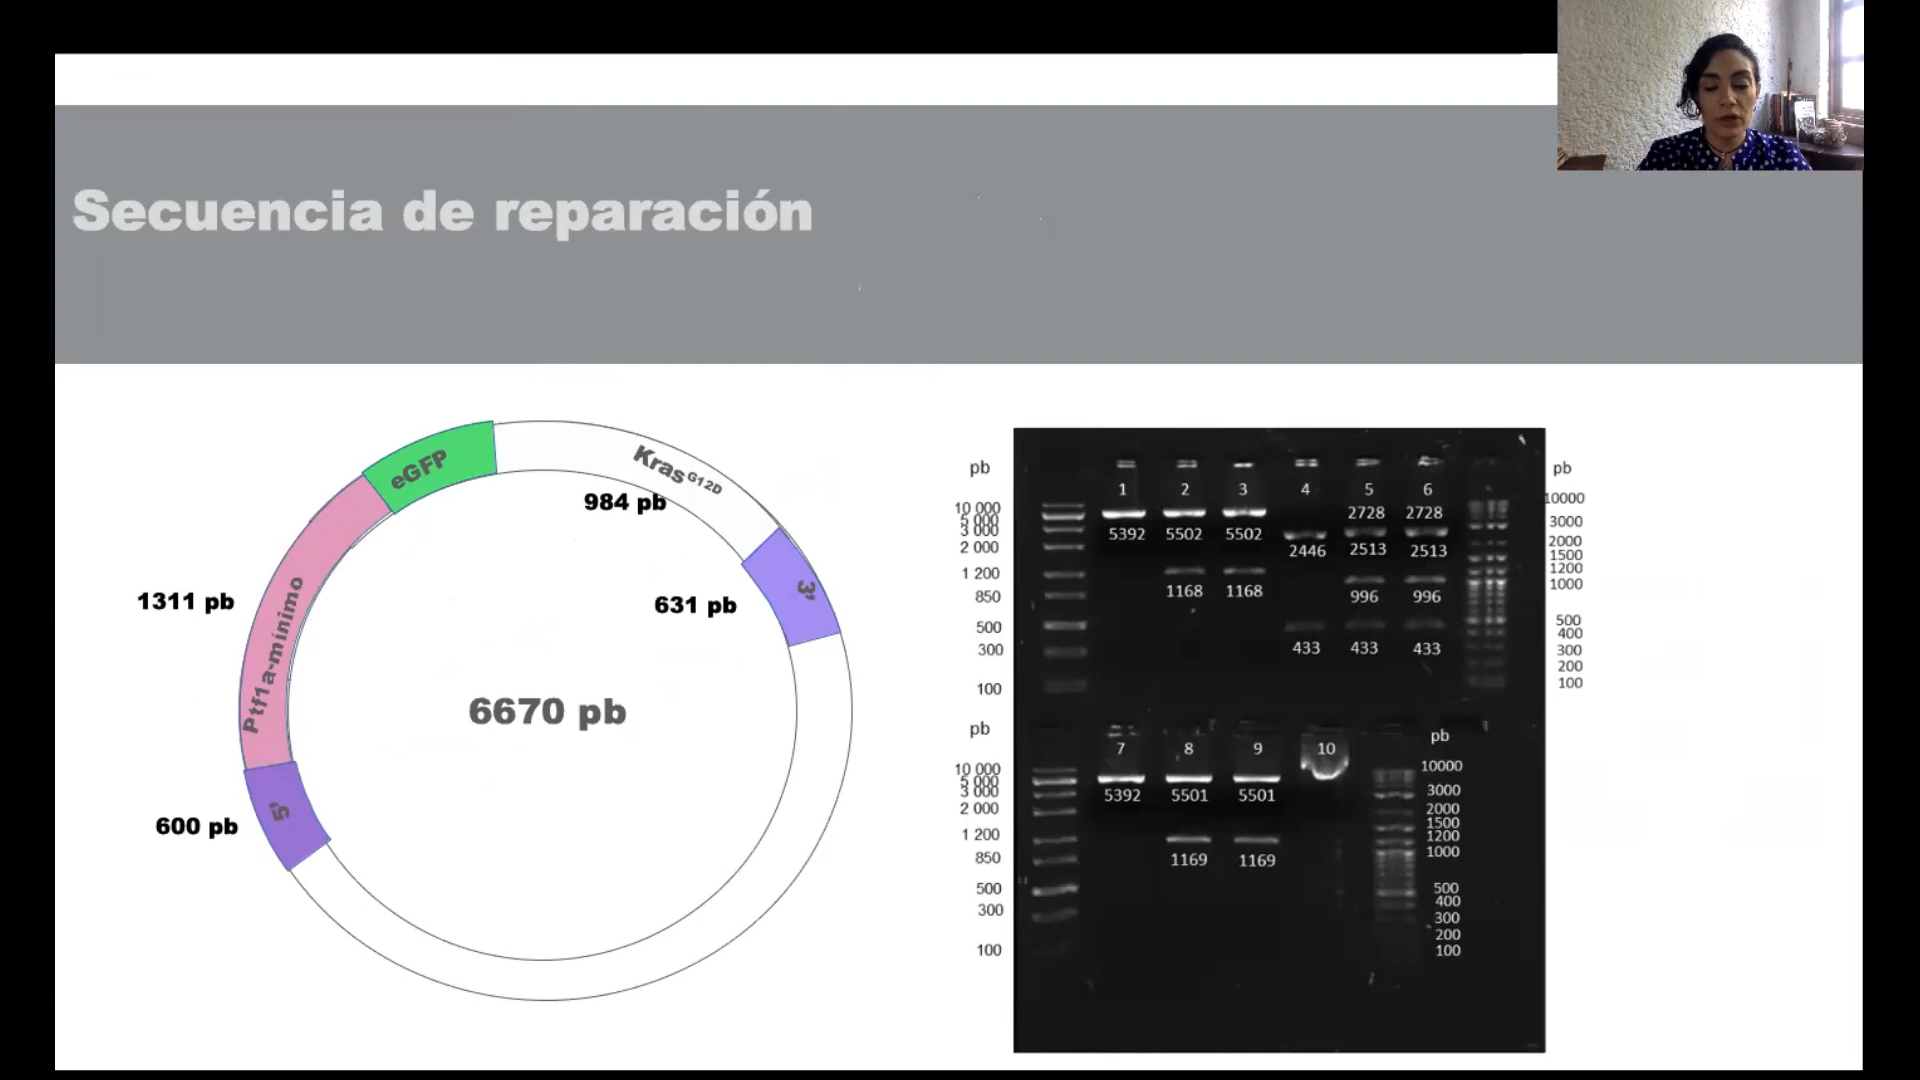 Secuencia de reparación
eGFP
Kras G12D
984 pb
3'
1311 pb
631 pb
Ptf1a-mínimo
6670 pb
5'
600 pb
pb
1 2 3 4 5 6
2728 2728
10 000
5 000
3 000
2 000
1 200
850
500
300
100
5392 5502 5502 2446 2513 2513
1168 1168 996 996
433 433 433
pb
10000
3000
2000
1500
1200
1000
500
400
300
200
100
pb
7 8 9 10
10 000
5 000
3 000
2 000
1 200
850
500
300
100
5392 5501 5501
1169 1169
pb
10000
3000
2000
1500
1200
1000
500
400
300
200
100